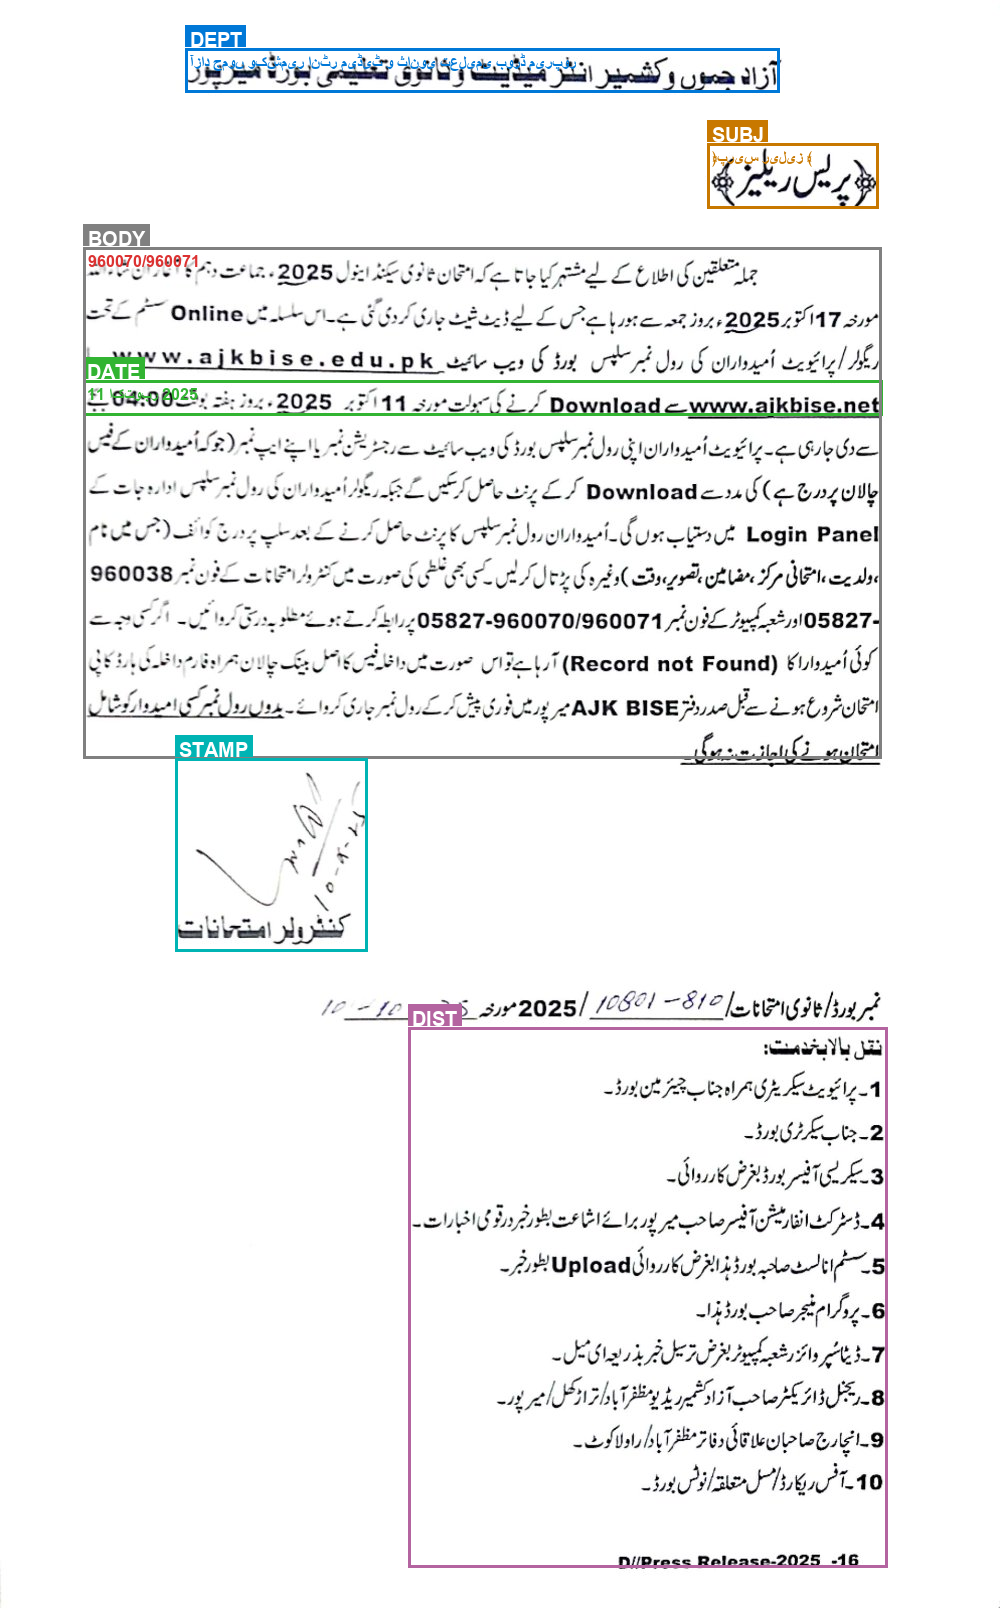 DEPT
آزاد جموں و کشمیر انٹرمیڈیٹ و ثانوی تعلیمی بورڈ میرپور
SUBJ
﴿پریس ریلیز﴾
BODY
960070/960071
جملہ متعلقین کی اطلاع کے لیے مشتہر کیا جاتا ہے کہ امتحان ثانوی سیکنڈ اینول 2025ء جماعت دہم کا
مورخہ 17 اکتوبر 2025ء بروز جمعہ سے ہو رہا ہے جس کے لیے ڈیٹ شیٹ جاری کر دی گئی ہے۔ اس سلسلہ میں Online سسٹم کے تحت
ریگولر/پرائیویٹ اُمیدواران کی رول نمبر سلپس بورڈ کی ویب سائیٹ www.ajkbise.edu.pk
DATE
11 اکتوبر 2025
www.ajkbise.net سے Download کرنے کی سہولت مورخہ 11 اکتوبر 2025ء بروز ہفتہ بوقت 04:00 بجے
سے دی جا رہی ہے۔ پرائیویٹ اُمیدواران اپنی رول نمبر سلپس بورڈ کی ویب سائیٹ سے رجسٹریشن نمبر یا اپنے ایپ نمبر (جو کہ اُمیدواران کے فیس
چالان پر درج ہے) کی مدد سے Download کر کے پرنٹ حاصل کر سکیں گے جبکہ ریگولر اُمیدواران کی رول نمبر سلپس ادارہ جات کے
Login Panel میں دستیاب ہوں گی۔ اُمیدواران رول نمبر سلپس کا پرنٹ حاصل کرنے کے بعد سلپ پر درج کوائف (جس میں نام
،ولدیت، امتحانی مرکز، مضامین، تصویر، وقت) وغیرہ کی پڑتال کر لیں۔ کسی بھی غلطی کی صورت میں کنٹرولر امتحانات کے فون نمبر 960038
05827- اور شعبہ کمپیوٹر کے فون نمبر 05827-960070/960071 پر رابطہ کرتے ہوئے مطلوبہ درستی کروائیں۔ اگر کسی وجہ سے
کوئی اُمیدوار کا (Record not Found) آ رہا ہے تو اس صورت میں داخلہ فیس کا اصل بینک چالان ہمراہ فارم داخلہ کی ہارڈ کاپی
امتحان شروع ہونے سے قبل صدر دفتر AJK BISE میرپور میں فوری پیش کر کے رول نمبر جاری کروائے۔ بدوں رول نمبر کسی امیدوار کو شامل
امتحان ہونے کی اجازت نہ ہوگی۔
STAMP
کنٹرولر امتحانات
نمبر بورڈ/ثانوی امتحانات/10801-810/2025 مورخہ
DIST
نقل بالا بخدمت:
1۔ پرائیویٹ سیکریٹری ہمراہ جناب چیئرمین بورڈ۔
2۔ جناب سیکرٹری بورڈ۔
3۔ سیکریسی آفیسر بورڈ بغرض کارروائی۔
4۔ ڈسٹرکٹ انفارمیشن آفیسر صاحب میرپور برائے اشاعت بطور خبر در قومی اخبارات۔
5۔ سسٹم انالسٹ صاحبہ بورڈ ہذا بغرض کارروائی Upload بطور خبر۔
6۔ پروگرام منیجر صاحب بورڈ ہذا۔
7۔ ڈیٹا سُپروائزر شعبہ کمپیوٹر بغرض ترسیل خبر بذریعہ ای میل۔
8۔ ریجنل ڈائریکٹر صاحب آزاد کشمیر ریڈیو مظفرآباد/تراڑکھل/میرپور۔
9۔ انچارج صاحبان علاقائی دفاتر مظفرآباد/راولاکوٹ۔
10۔ آفس ریکارڈ/مسل متعلقہ/نوٹس بورڈ۔
D//Press Release-2025 -16